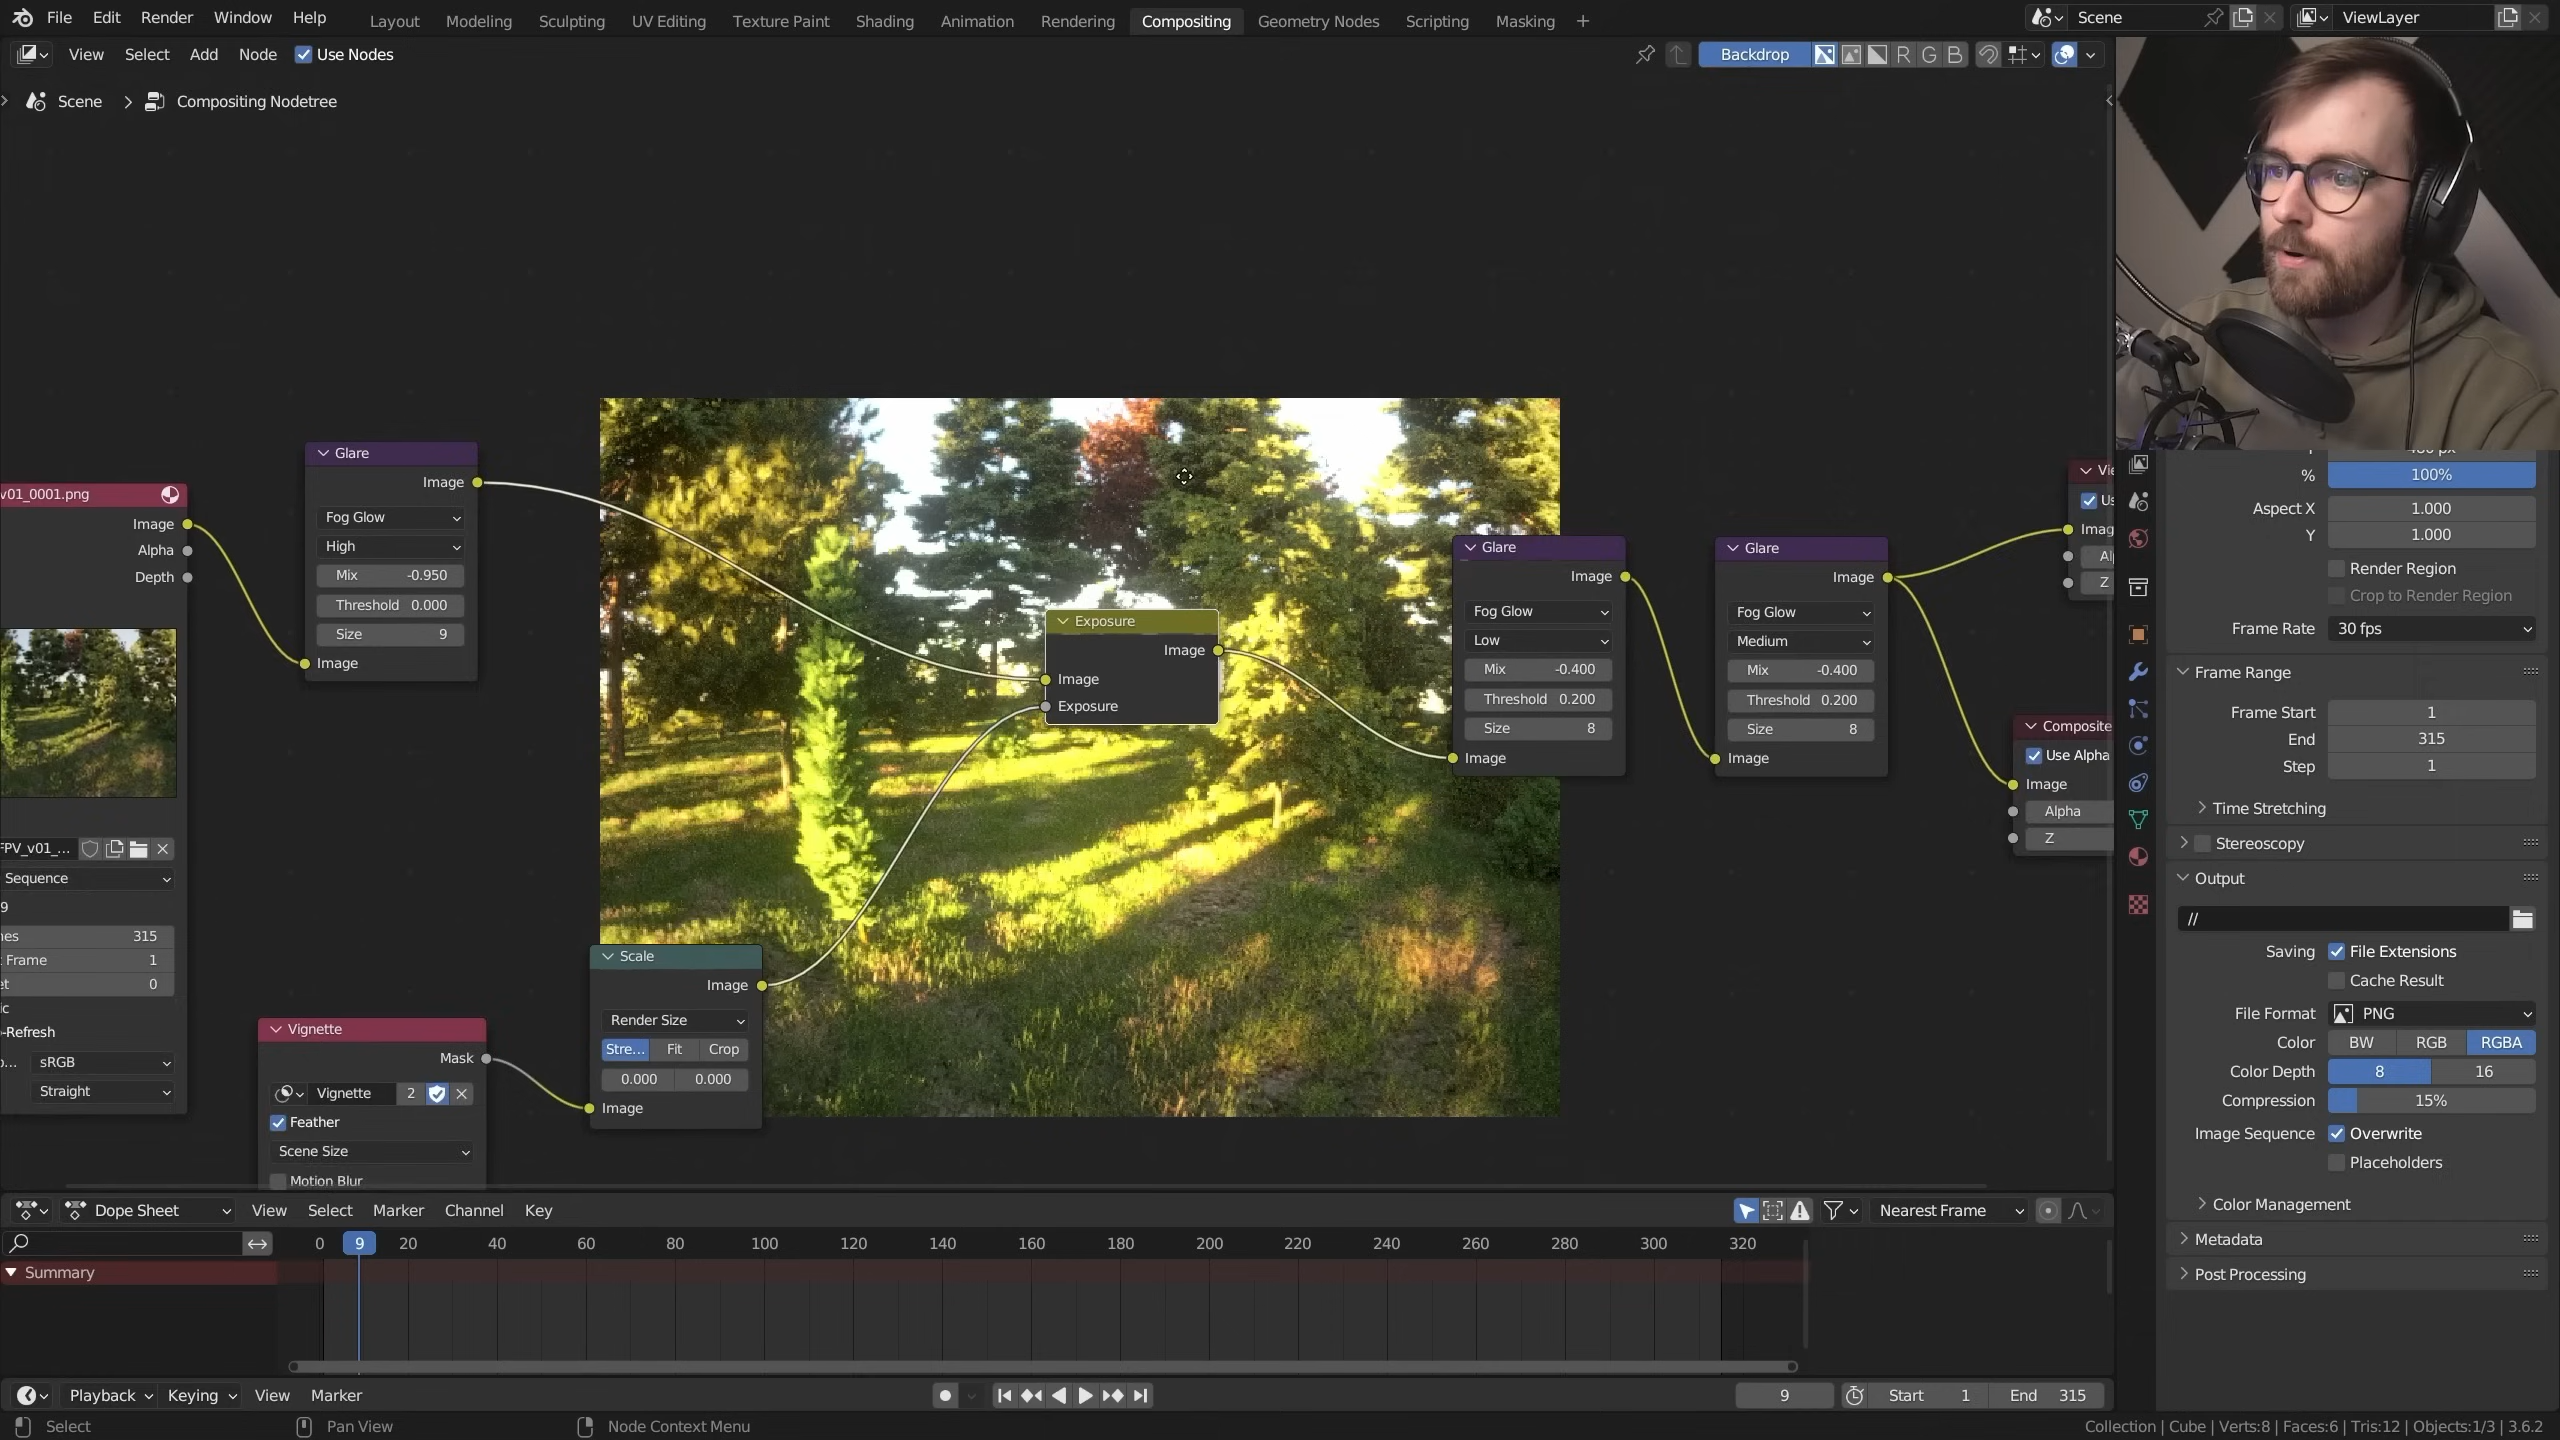 File Edit Render Window Help Layout Modeling Sculpting UV Editing Texture Paint Shading Animation Rendering Compositing Geometry Nodes Scripting Masking + Scene ViewLayer
View Select Add Node Use Nodes Backdrop R G B
Scene > Compositing Nodetree
v01_0001.png
Image
Alpha
Depth
FPV_v01_...
Sequence
9
315
Frame 1
0
-Refresh
sRGB
Straight
Glare
Image
Fog Glow
High
Mix -0.950
Threshold 0.000
Size 9
Image
Vignette
Mask
Vignette 2
Feather
Scene Size
Motion Blur
Scale
Image
Render Size
Stre... Fit Crop
0.000 0.000
Image
Exposure
Image
Image
Exposure
Glare
Image
Fog Glow
Low
Mix -0.400
Threshold 0.200
Size 8
Image
Glare
Image
Fog Glow
Medium
Mix -0.400
Threshold 0.200
Size 8
Image
Composite
Use Alpha
Image
Alpha
Z
Z
% 100%
Aspect X 1.000
Y 1.000
Render Region
Crop to Render Region
Frame Rate 30 fps
Frame Range
Frame Start 1
End 315
Step 1
Time Stretching
Stereoscopy
Output
//
Saving File Extensions
Cache Result
File Format PNG
Color BW RGB RGBA
Color Depth 8 16
Compression 15%
Image Sequence Overwrite
Placeholders
Color Management
Metadata
Post Processing
Dope Sheet View Select Marker Channel Key Nearest Frame
0 9 20 40 60 80 100 120 140 160 180 200 220 240 260 280 300 320
Summary
Playback Keying View Marker 9 Start 1 End 315
Select Pan View Node Context Menu Collection | Cube | Verts:8 | Faces:6 | Tris:12 | Objects:1/3 | 3.6.2